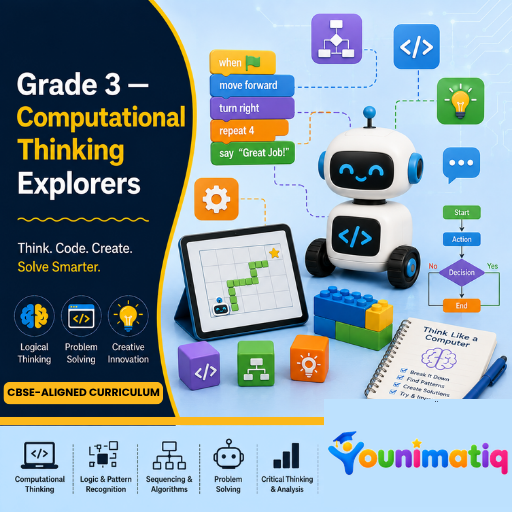 Grade 3 —
Computational
Thinking
Explorers
Think. Code. Create.
Solve Smarter.
Logical
Thinking
Problem
Solving
Creative
Innovation
CBSE-ALIGNED CURRICULUM
when
move forward
turn right
repeat 4
say "Great Job!"
</>
</>
</>
Start
Action
No
Decision
Yes
End
Think Like a
Computer
Break It Down
Find Patterns
Create Solutions
Try &
</>
Computational
Thinking
Logic & Pattern
Recognition
Sequencing &
Algorithms
Problem
Solving
Critical Thinking
& Analysis
Younimatiq